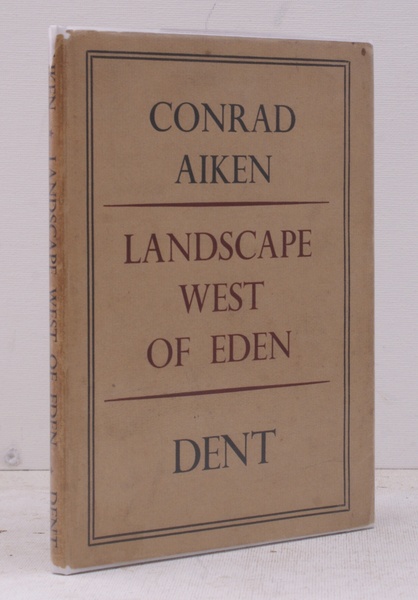 CONRAD
AIKEN
LANDSCAPE
WEST
OF EDEN
DENT
AIKEN LANDSCAPE WEST OF EDEN DENT